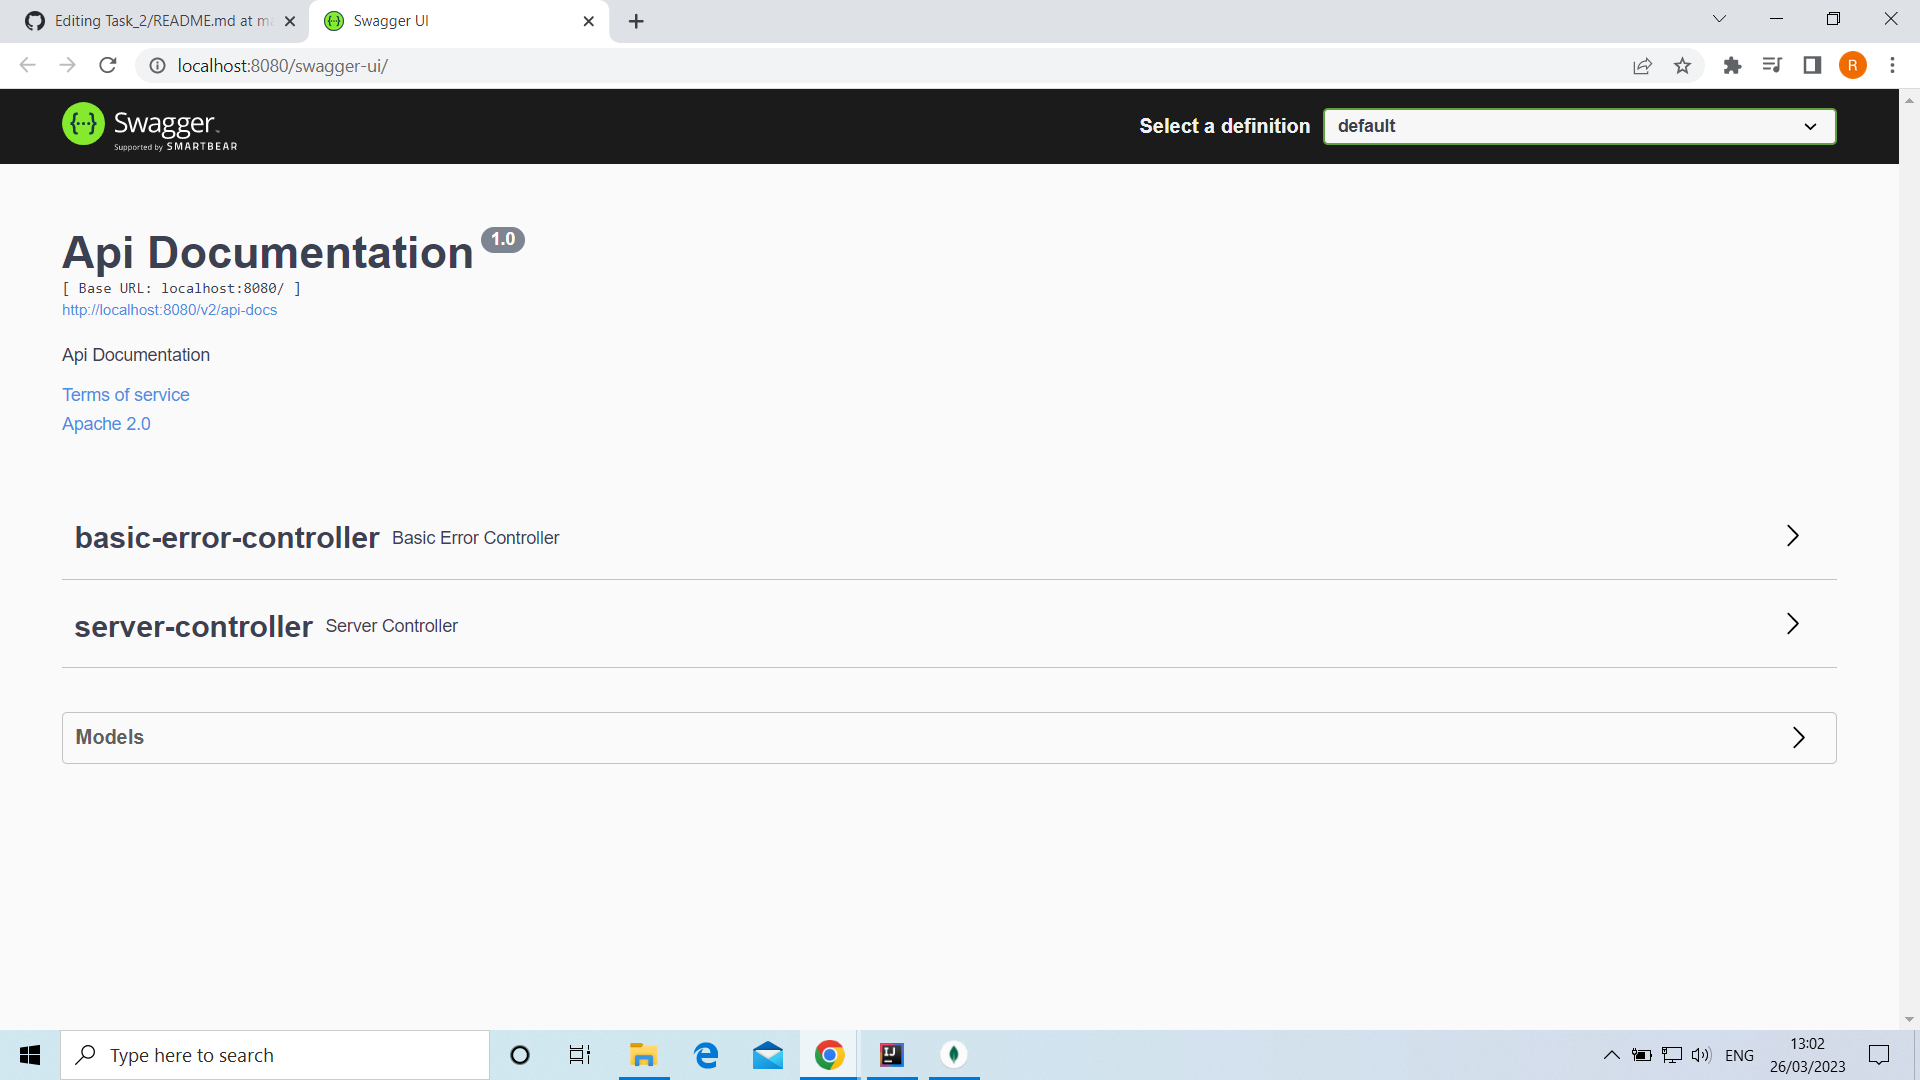 Editing Task_2/README.md at ma
Swagger UI
localhost:8080/swagger-ui/
R
Swagger
Supported by SMARTBEAR
Select a definition
default
Api Documentation 1.0
[ Base URL: localhost:8080/ ]
http://localhost:8080/v2/api-docs
Api Documentation
Terms of service
Apache 2.0
basic-error-controller Basic Error Controller
server-controller Server Controller
Models
Type here to search
IJ
ENG
13:02
26/03/2023